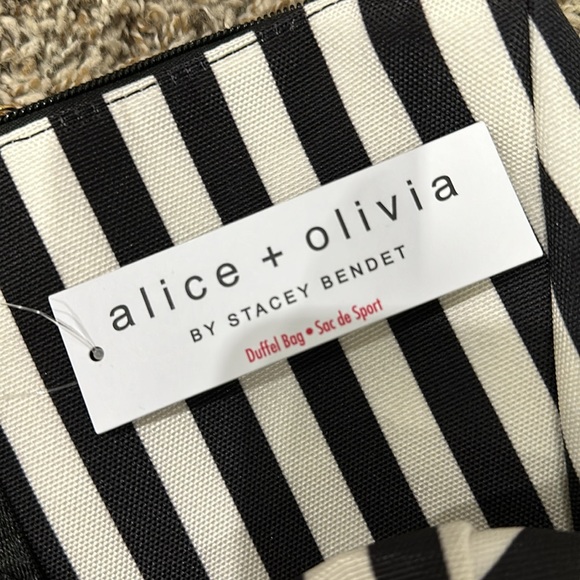 alice + olivia
BY STACEY BENDET
Duffel Bag • Sac de Sport